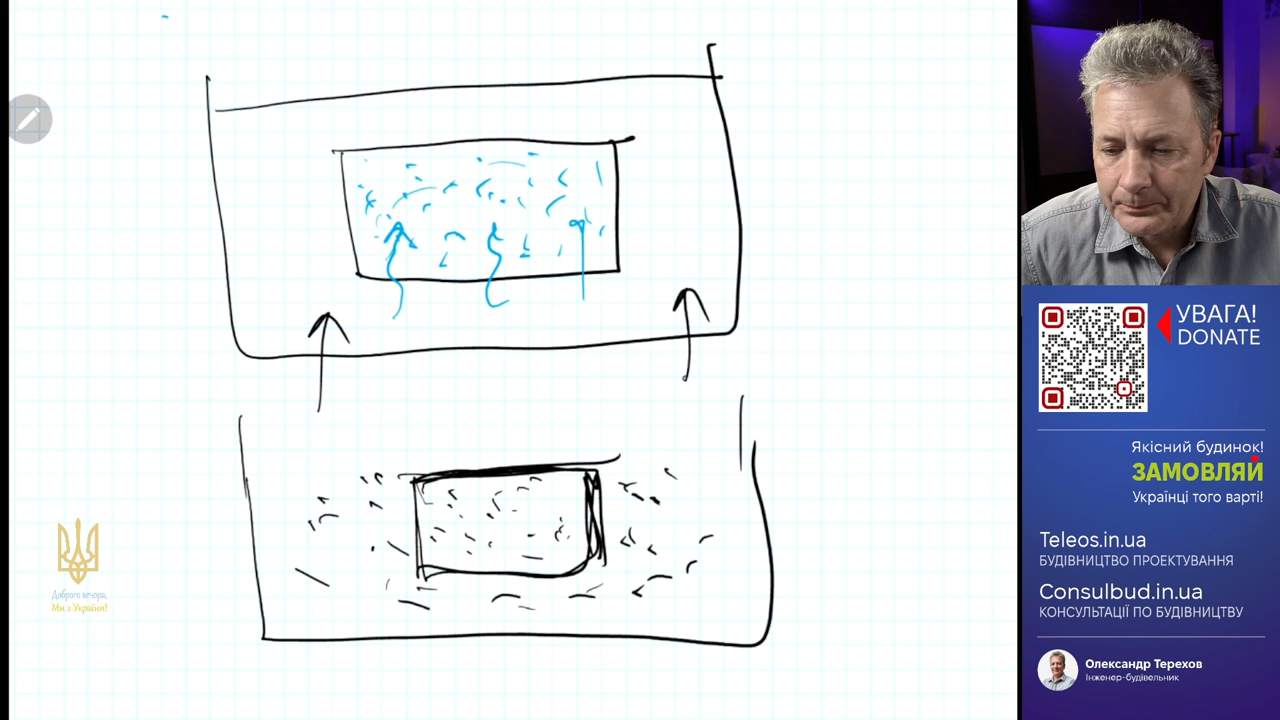 УВАГА!
DONATE
Якісний будинок!
ЗАМОВЛЯЙ
Українці того варті!
Teleos.in.ua
БУДІВНИЦТВО ПРОЕКТУВАННЯ
Consulbud.in.ua
КОНСУЛЬТАЦІЇ ПО БУДІВНИЦТВУ
Олександр Терехов
Інженер-будівельник
Доброго вечора,
Ми з України!